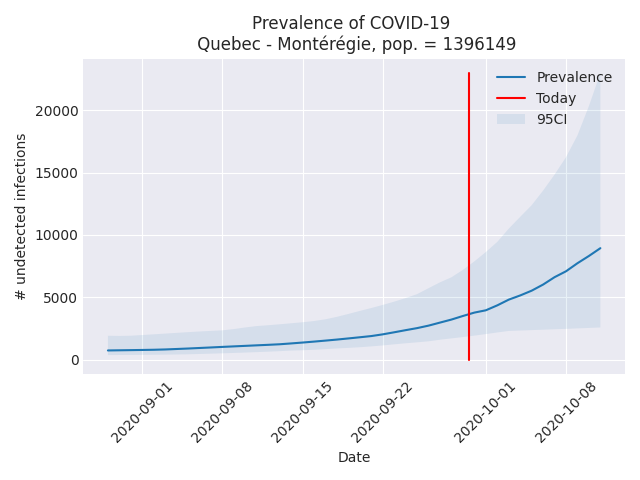 Prevalence of COVID-19
Quebec - Montérégie, pop. = 1396149
Prevalence
Today
95CI
# undetected infections
20000
15000
10000
5000
0
2020-09-01
2020-09-08
2020-09-15
2020-09-22
2020-10-01
2020-10-08
Date